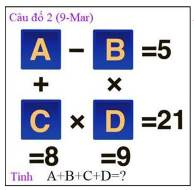 Câu đố 2 (9-Mar)
A − B =5
+ ×
C × D =21
=8 =9
Tính A+B+C+D=?